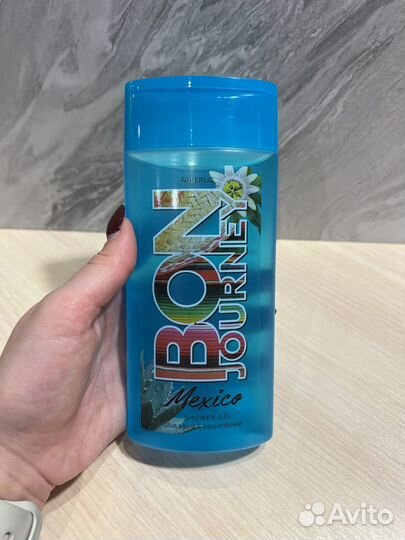 FABERLIC
BON
JOURNEY
Mexico
SHOWER GEL
blue agave & passionflower
Avito